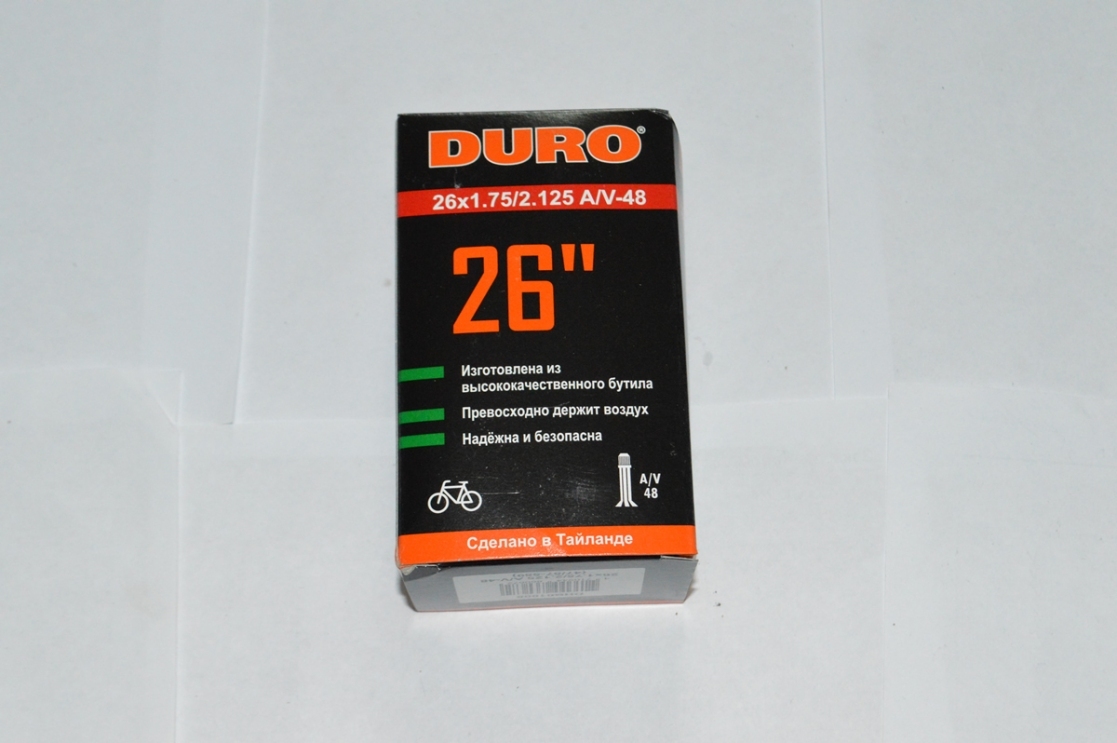 DURO®
26x1.75/2.125 A/V-48
26"
Изготовлена из
высококачественного бутила
Превосходно держит воздух
Надёжна и безопасна
A/V
48
Сделано в Тайланде